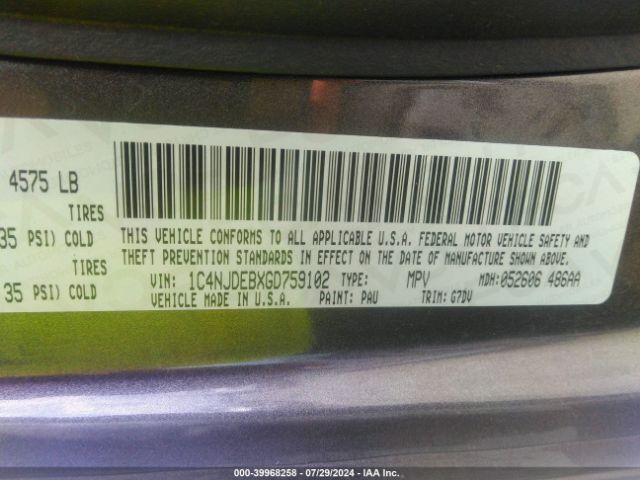 4575 LB
TIRES
35 PSI) COLD
TIRES
35 PSI) COLD
THIS VEHICLE CONFORMS TO ALL APPLICABLE U.S.A. FEDERAL MOTOR VEHICLE SAFETY AND
THEFT PREVENTION STANDARDS IN EFFECT ON THE DATE OF MANUFACTURE SHOWN ABOVE.
VIN: 1C4NJDEBXGD759102 TYPE: MPV MDH:052606 486AA
VEHICLE MADE IN U.S.A. PAINT: PAU TRIM: G7DV
000-39968258 - 07/29/2024 - IAA Inc.